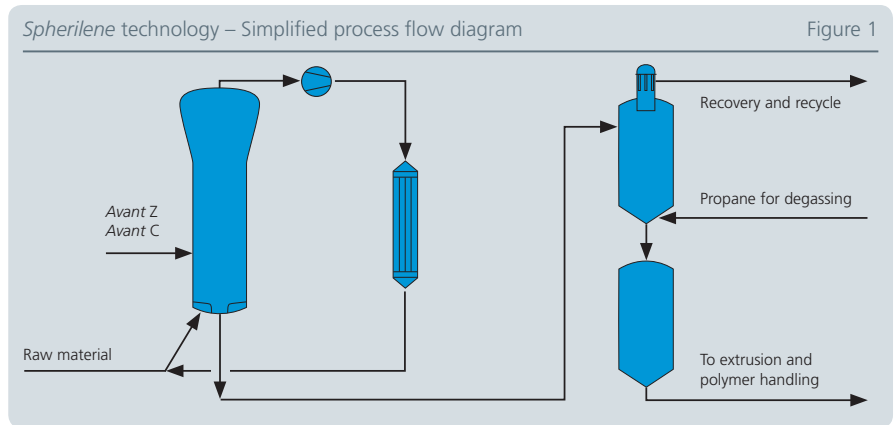 Spherilene technology – Simplified process flow diagram
Figure 1
Recovery and recycle
Propane for degassing
Avant Z
Avant C
Raw material
To extrusion and
polymer handling